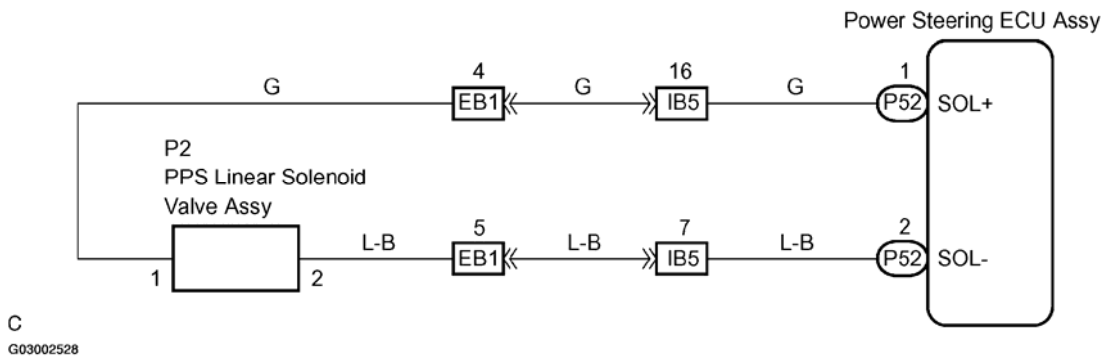 Power Steering ECU Assy
4
16
1
G
G
G
EB1
IB5
P52
SOL+
P2
PPS Linear Solenoid
Valve Assy
5
7
2
L-B
L-B
L-B
EB1
IB5
P52
SOL-
1
2
C
G03002528